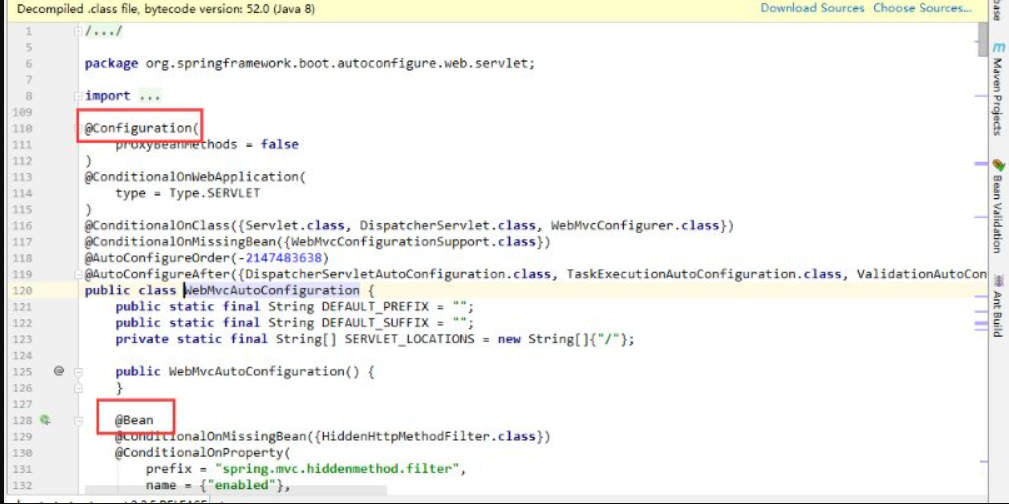 Decompiled .class file, bytecode version: 52.0 (Java 8) Download Sources Choose Sources...
1 /.../
5
6 package org.springframework.boot.autoconfigure.web.servlet;
7
8 import ...
109
110 @Configuration(
111 proxyBeanMethods = false
112 )
113 @ConditionalOnWebApplication(
114 type = Type.SERVLET
115 )
116 @ConditionalOnClass({Servlet.class, DispatcherServlet.class, WebMvcConfigurer.class})
117 @ConditionalOnMissingBean({WebMvcConfigurationSupport.class})
118 @AutoConfigureOrder(-2147483638)
119 @AutoConfigureAfter({DispatcherServletAutoConfiguration.class, TaskExecutionAutoConfiguration.class, ValidationAutoCon
120 public class WebMvcAutoConfiguration {
121 public static final String DEFAULT_PREFIX = "";
122 public static final String DEFAULT_SUFFIX = "";
123 private static final String[] SERVLET_LOCATIONS = new String[]{"/"};
124
125 @ public WebMvcAutoConfiguration() {
126 }
127
128 @Bean
129 @ConditionalOnMissingBean({HiddenHttpMethodFilter.class})
130 @ConditionalOnProperty(
131 prefix = "spring.mvc.hiddenmethod.filter",
132 name = {"enabled"},
m Maven Projects
Bean Validation
Ant Build